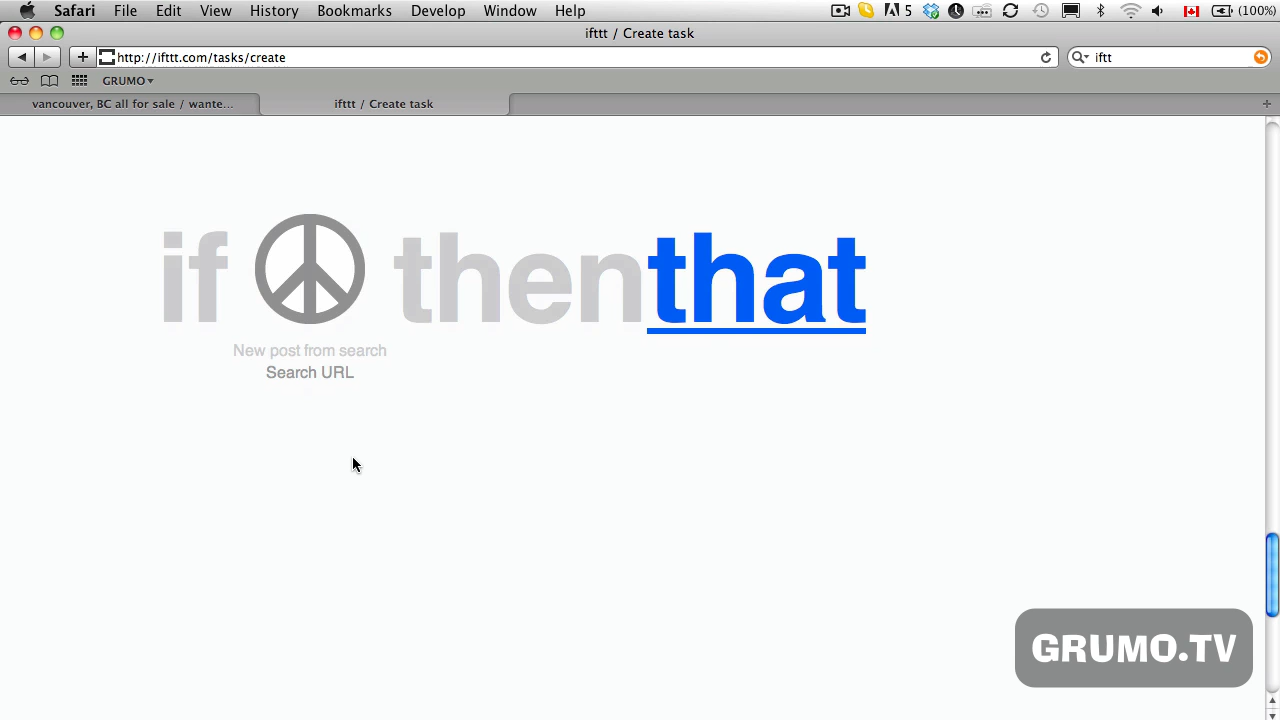 Safari File Edit View History Bookmarks Develop Window Help 5 (100%)
ifttt / Create task
http://ifttt.com/tasks/create iftt
GRUMO
vancouver, BC all for sale / wante... ifttt / Create task
if then that
New post from search
Search URL
GRUMO.TV